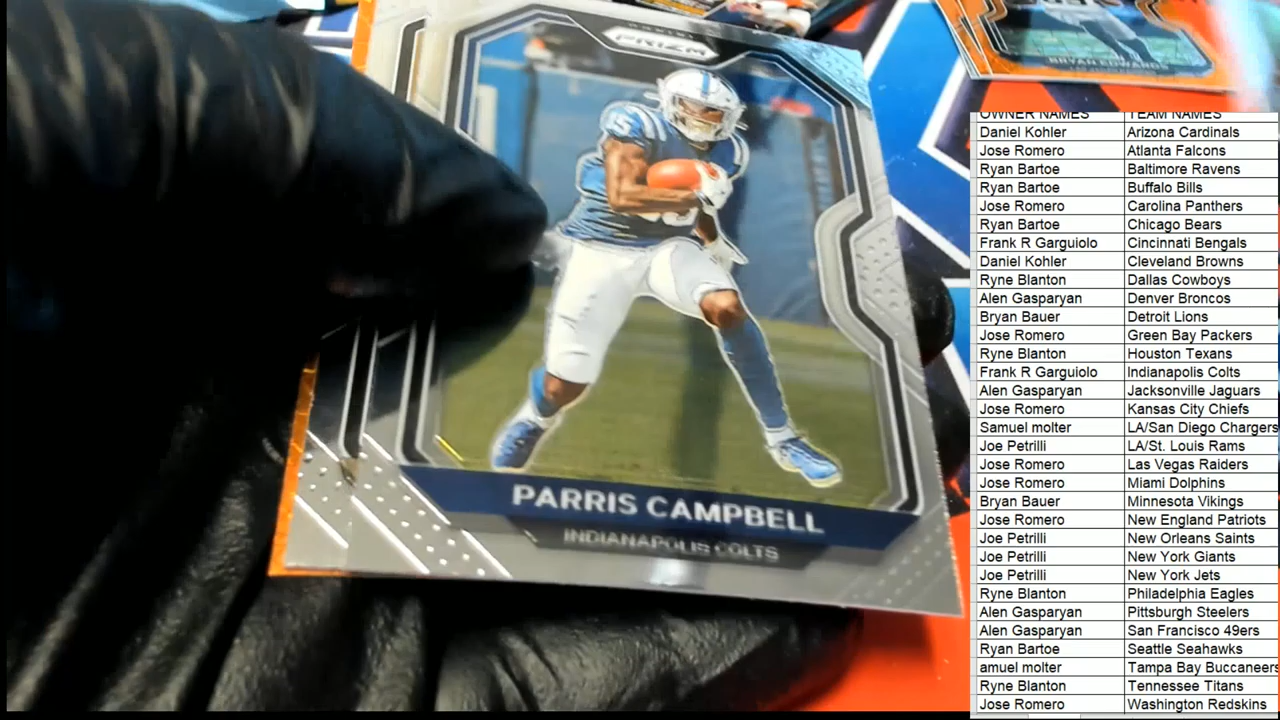 PANINI
PRIZM
PARRIS CAMPBELL
INDIANAPOLIS COLTS
BRYAN EDWARDS
OWNER NAMES TEAM NAMES
Daniel Kohler Arizona Cardinals
Jose Romero Atlanta Falcons
Ryan Bartoe Baltimore Ravens
Ryan Bartoe Buffalo Bills
Jose Romero Carolina Panthers
Ryan Bartoe Chicago Bears
Frank R Garguiolo Cincinnati Bengals
Daniel Kohler Cleveland Browns
Ryne Blanton Dallas Cowboys
Alen Gasparyan Denver Broncos
Bryan Bauer Detroit Lions
Jose Romero Green Bay Packers
Ryne Blanton Houston Texans
Frank R Garguiolo Indianapolis Colts
Alen Gasparyan Jacksonville Jaguars
Jose Romero Kansas City Chiefs
Samuel molter LA/San Diego Chargers
Joe Petrilli LA/St. Louis Rams
Jose Romero Las Vegas Raiders
Jose Romero Miami Dolphins
Bryan Bauer Minnesota Vikings
Jose Romero New England Patriots
Joe Petrilli New Orleans Saints
Joe Petrilli New York Giants
Joe Petrilli New York Jets
Ryne Blanton Philadelphia Eagles
Alen Gasparyan Pittsburgh Steelers
Alen Gasparyan San Francisco 49ers
Ryan Bartoe Seattle Seahawks
amuel molter Tampa Bay Buccaneers
Ryne Blanton Tennessee Titans
Jose Romero Washington Redskins